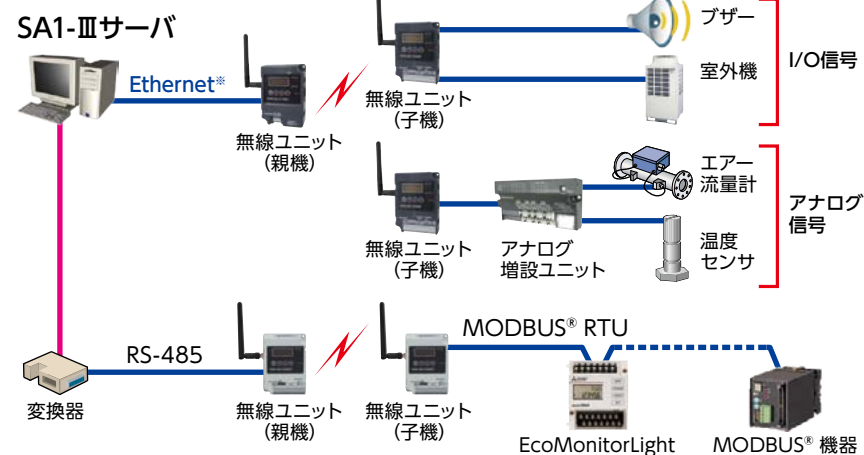 SA1-Ⅲサーバ
Ethernet※
無線ユニット
(親機)
無線ユニット
(子機)
ブザー
室外機
I/O信号
無線ユニット
(子機)
アナログ
増設ユニット
エアー
流量計
温度
センサ
アナログ
信号
変換器
RS-485
無線ユニット
(親機)
無線ユニット
(子機)
MODBUS® RTU
EcoMonitorLight
MODBUS® 機器